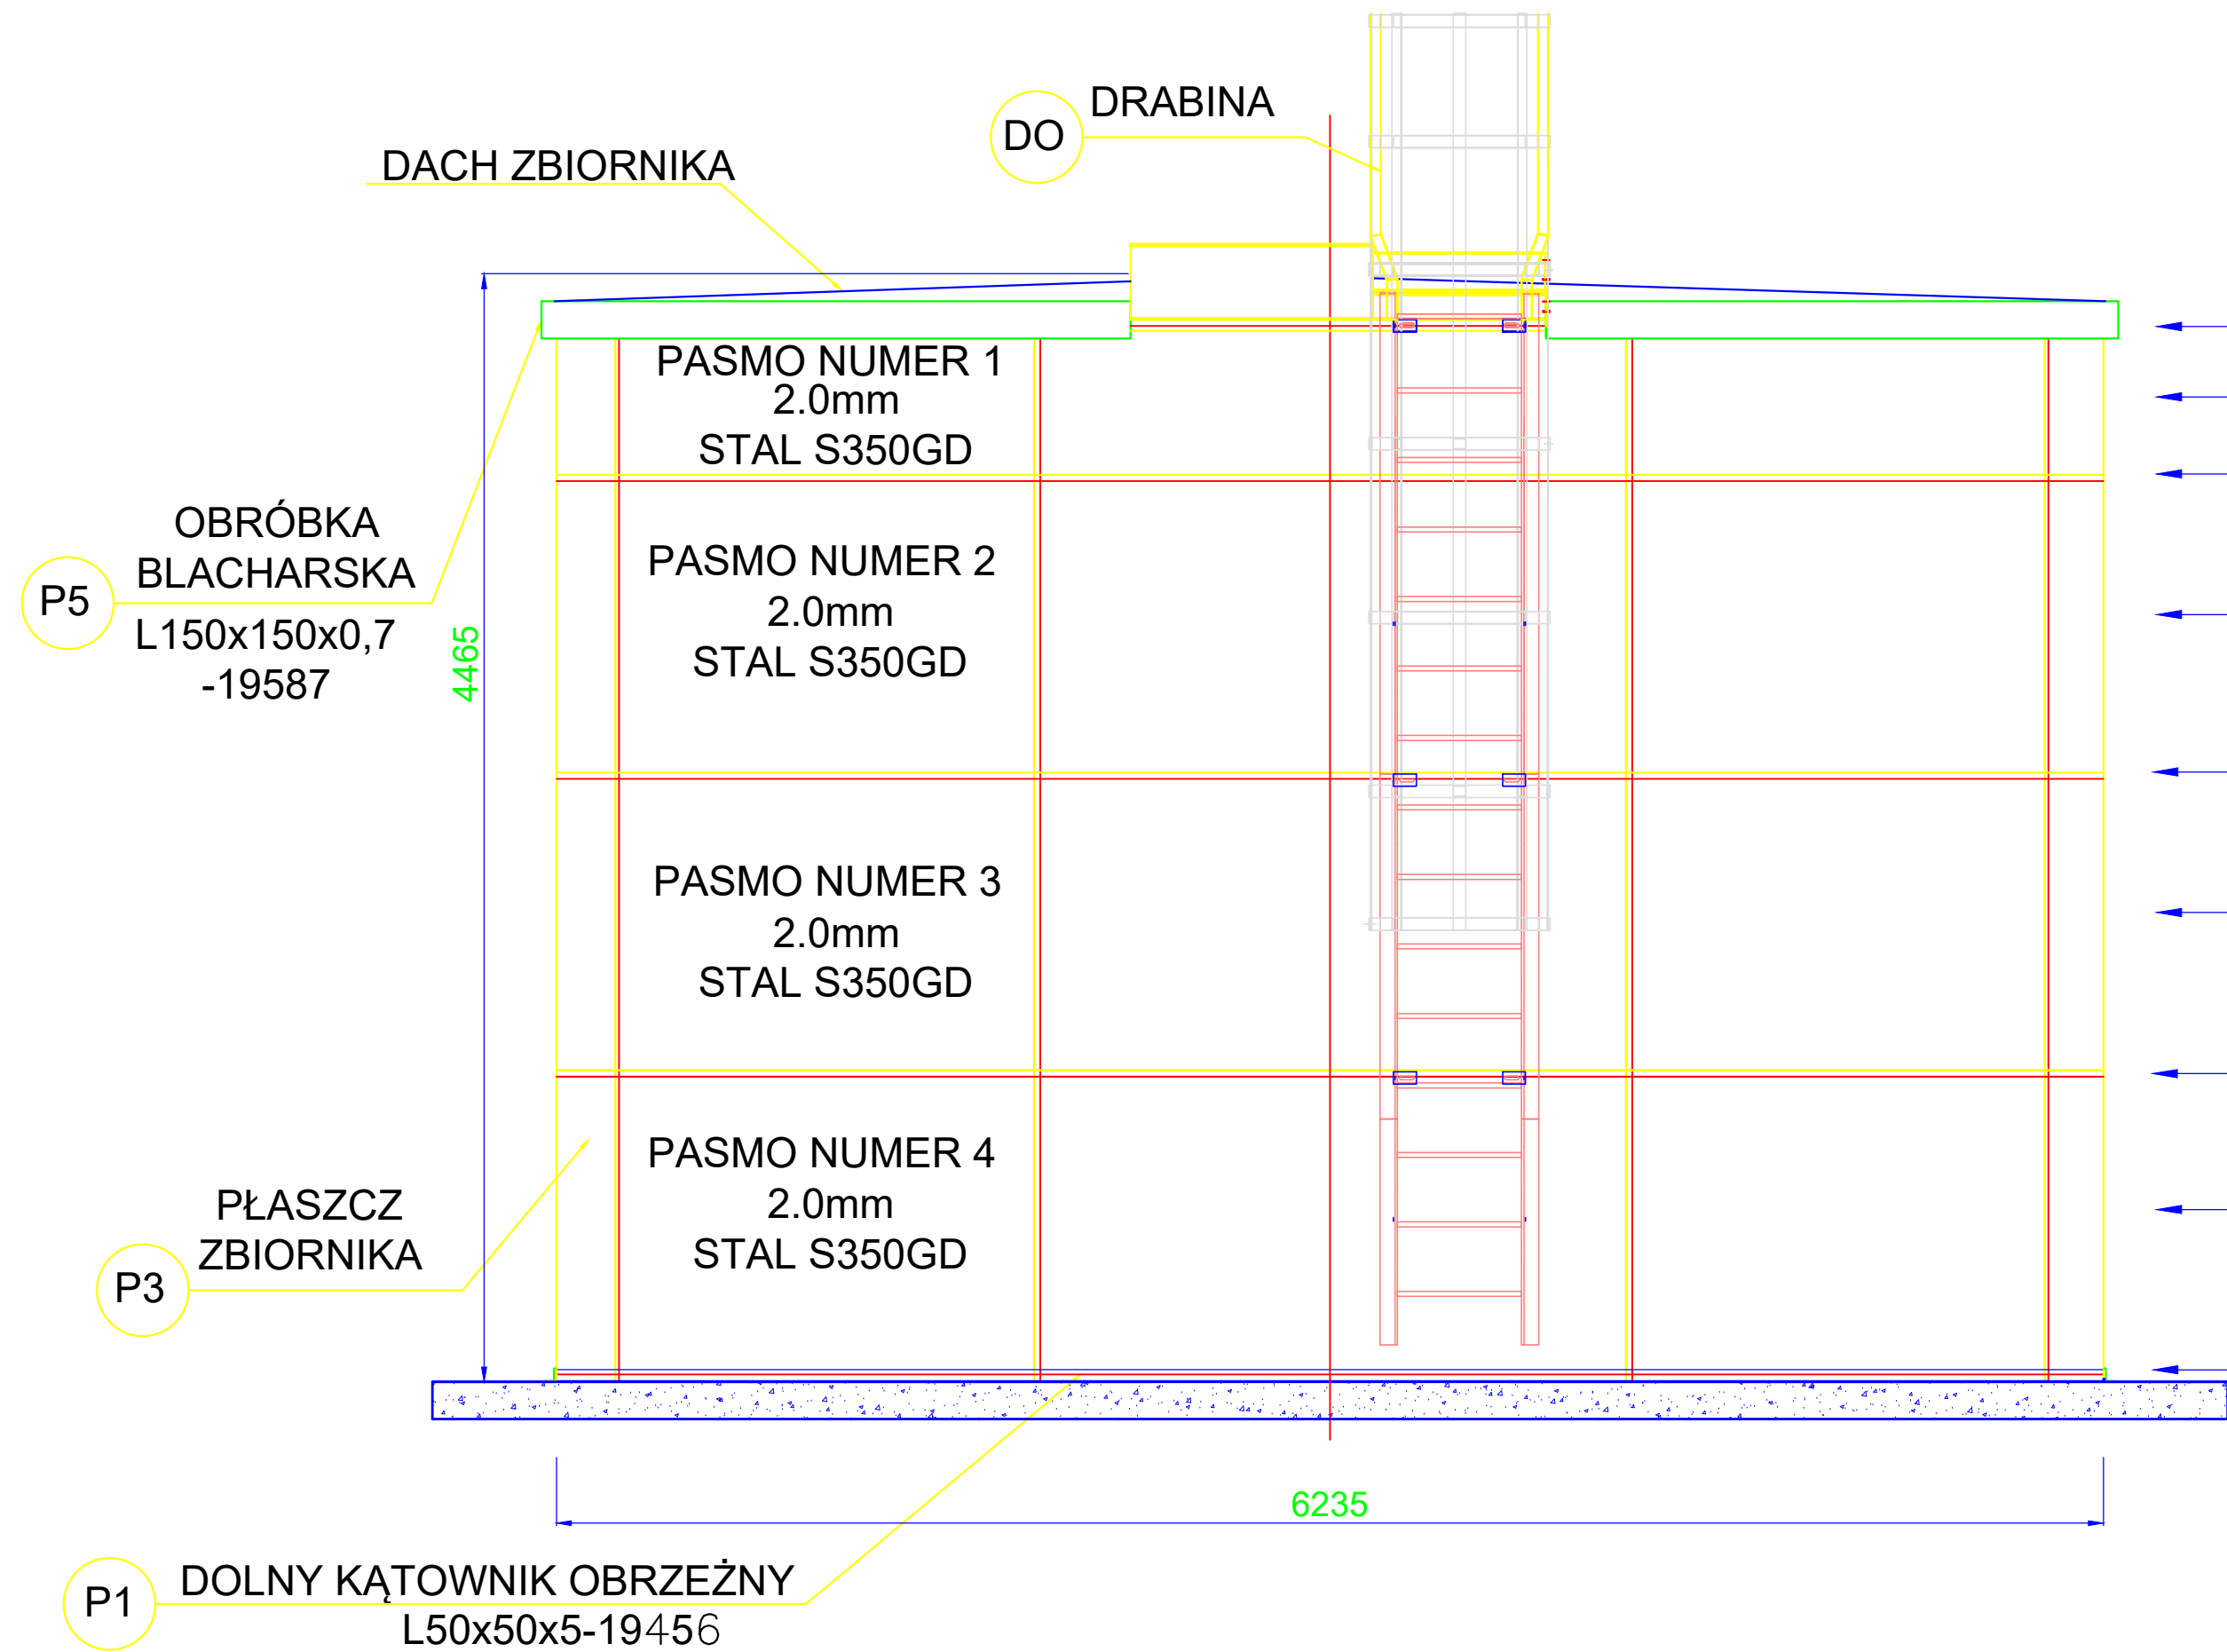 DO
DRABINA
DACH ZBIORNIKA
PASMO NUMER 1
2.0mm
STAL S350GD
P5
OBRÓBKA
BLACHARSKA
L150x150x0,7
-19587
4465
PASMO NUMER 2
2.0mm
STAL S350GD
PASMO NUMER 3
2.0mm
STAL S350GD
PASMO NUMER 4
2.0mm
STAL S350GD
P3
PŁASZCZ
ZBIORNIKA
6235
P1
DOLNY KĄTOWNIK OBRZEŻNY
L50x50x5-19456